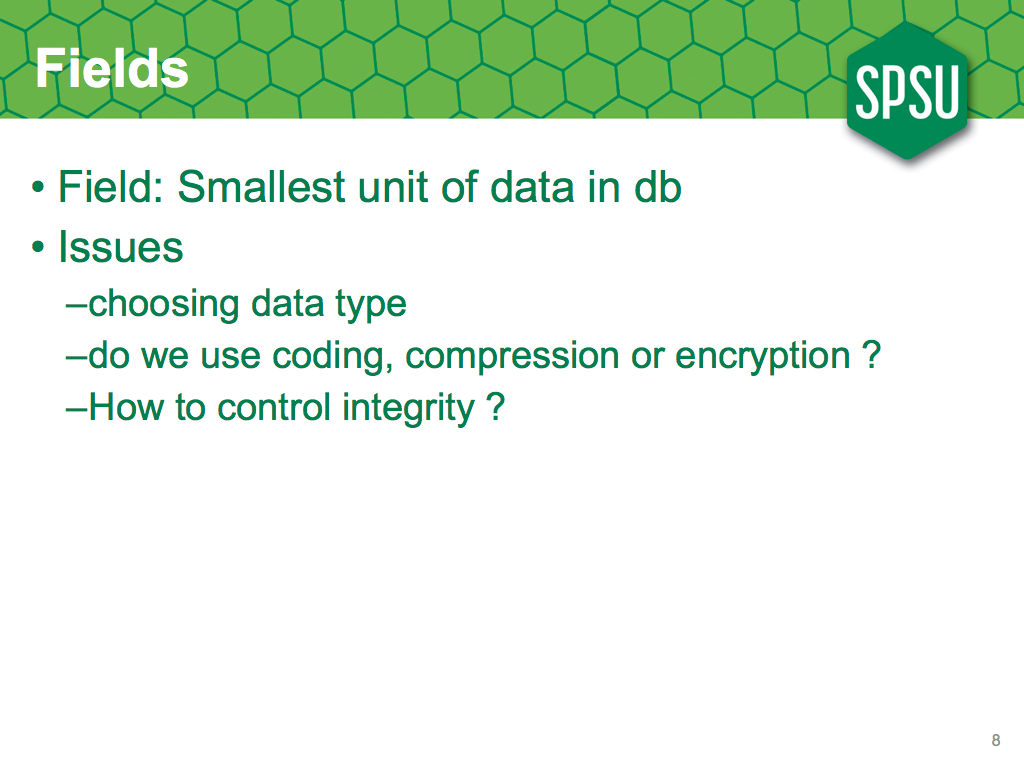 Fields
SPSU
• Field: Smallest unit of data in db
• Issues
–choosing data type
–do we use coding, compression or encryption ?
–How to control integrity ?
8